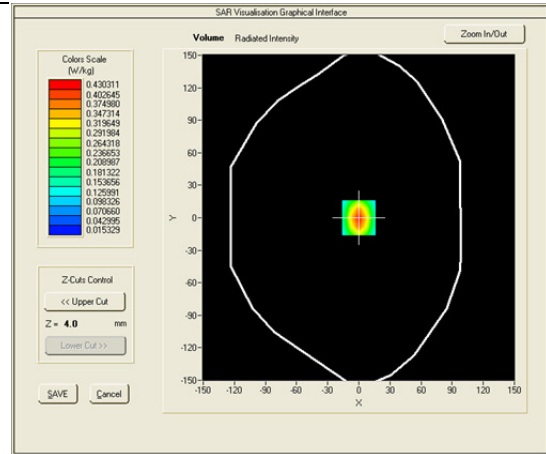 SAR Visualisation Graphical Interface
Volume Radiated Intensity
Zoom In/Out
Colors Scale
(W/kg)
0.430311
0.402645
0.374980
0.347314
0.319649
0.291984
0.264318
0.236653
0.208987
0.181322
0.153656
0.125991
0.098326
0.070660
0.042995
0.015329
Z-Cuts Control
<< Upper Cut
Z = 4.0 mm
Lower Cut >>
SAVE Cancel
150
120
90
60
30
0
-30
-60
-90
-120
-150
Y
-150 -120 -90 -60 -30 0 30 60 90 120 150
X